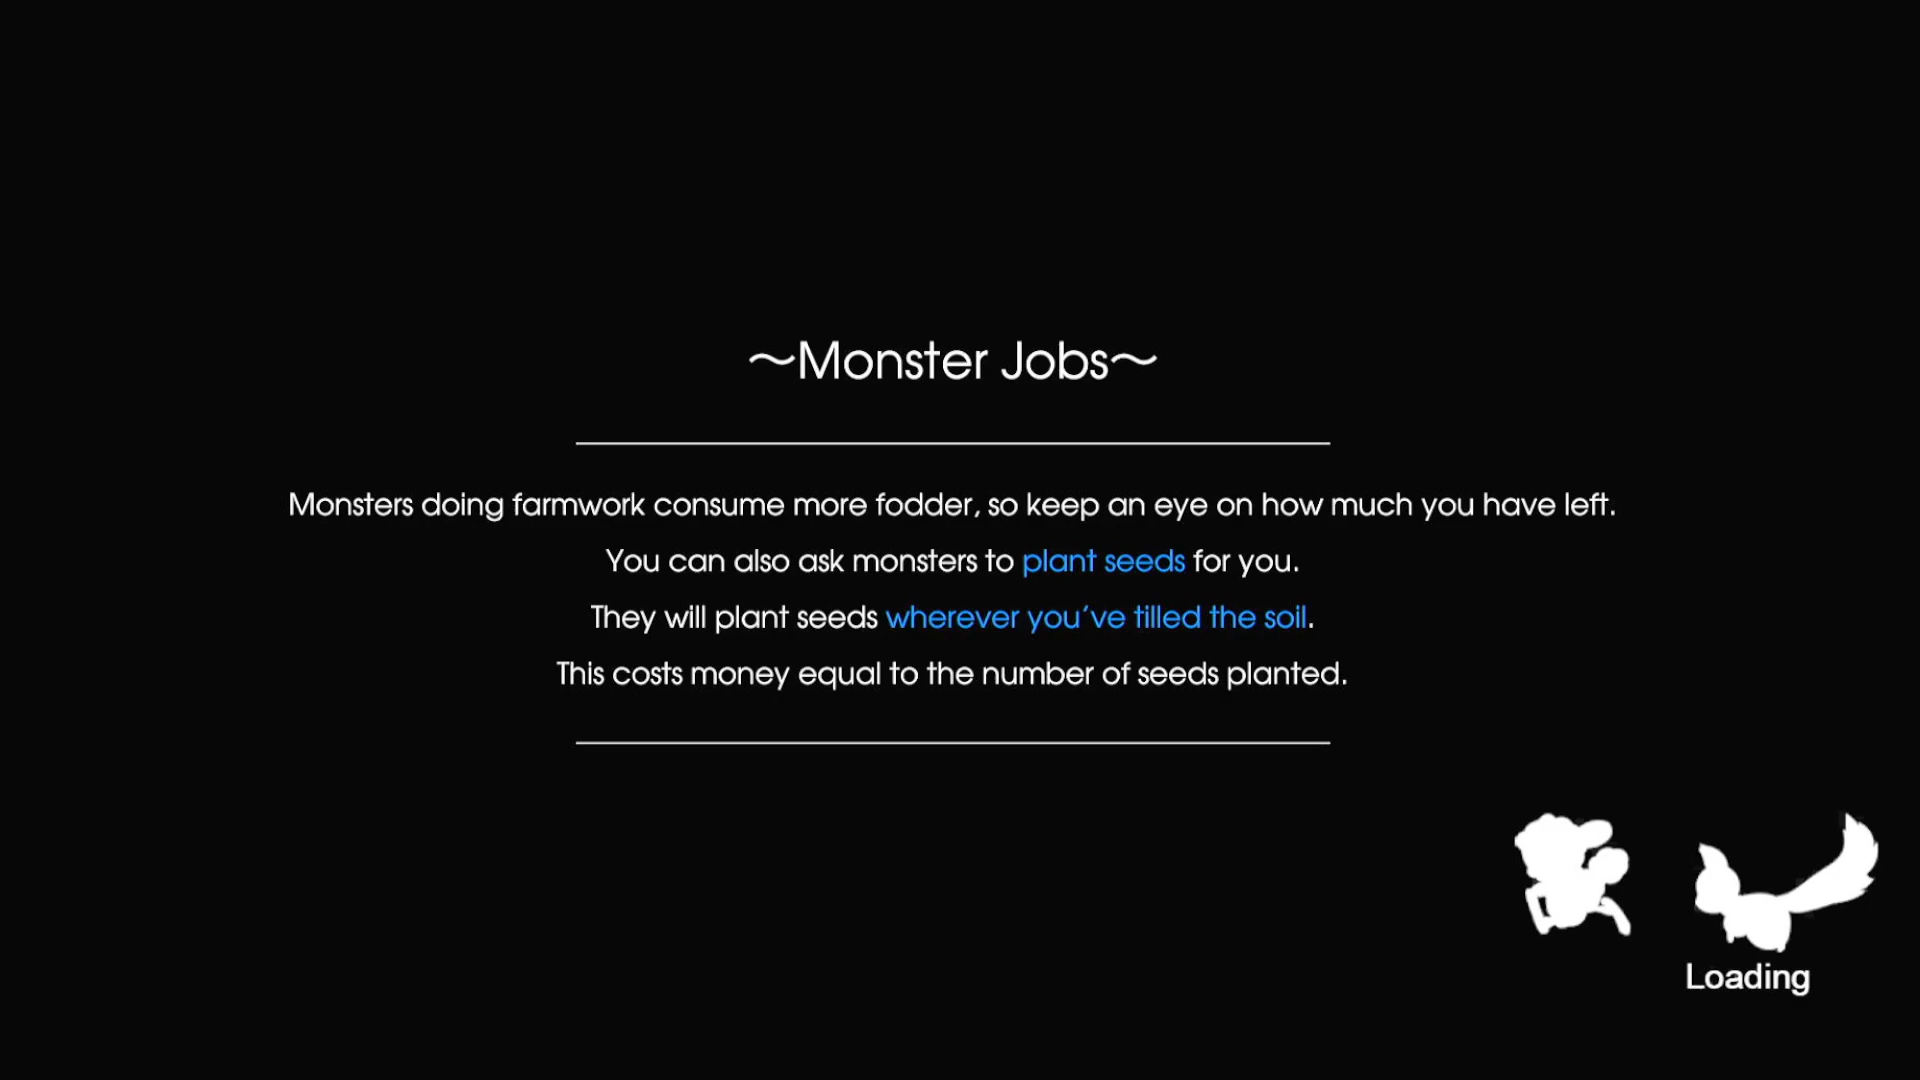 ～Monster Jobs～
Monsters doing farmwork consume more fodder, so keep an eye on how much you have left.
You can also ask monsters to plant seeds for you.
They will plant seeds wherever you’ve tilled the soil.
This costs money equal to the number of seeds planted.
Loading